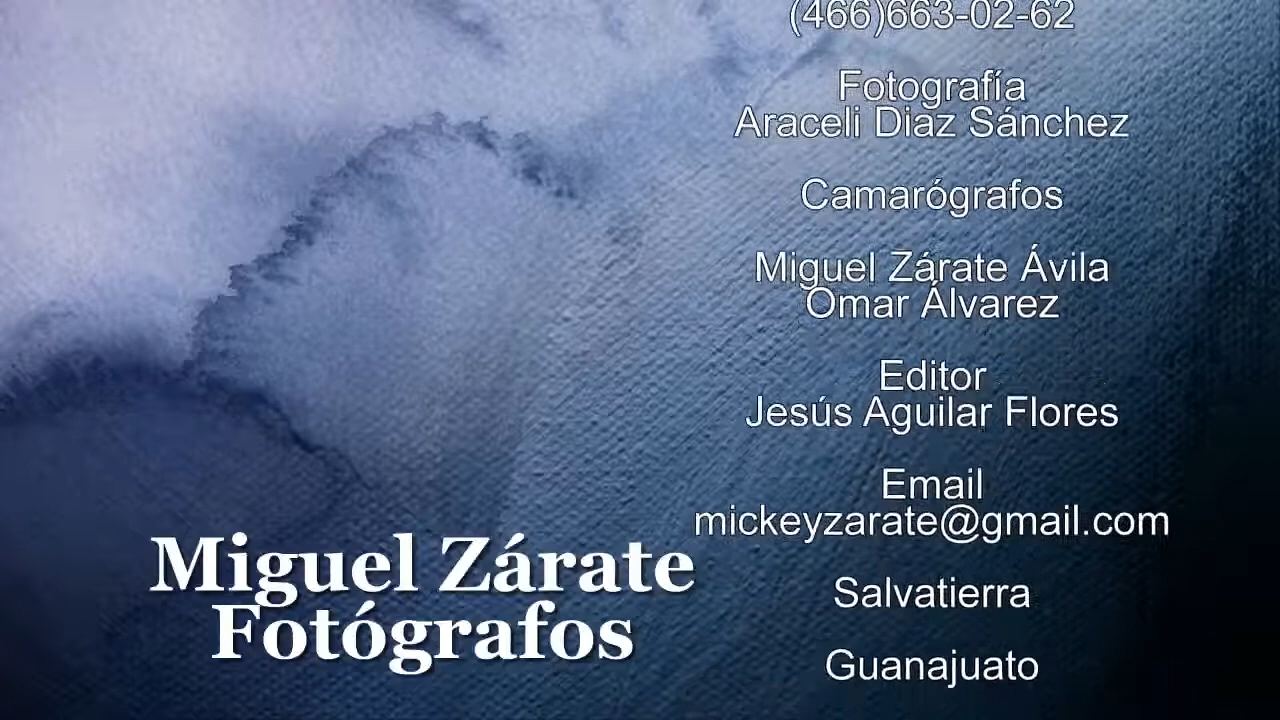 (466)663-02-62
Fotografía
Araceli Diaz Sánchez
Camarógrafos
Miguel Zárate Ávila
Omar Álvarez
Editor
Jesús Aguilar Flores
Email
mickeyzarate@gmail.com
Salvatierra
Guanajuato
Miguel Zárate
Fotógrafos